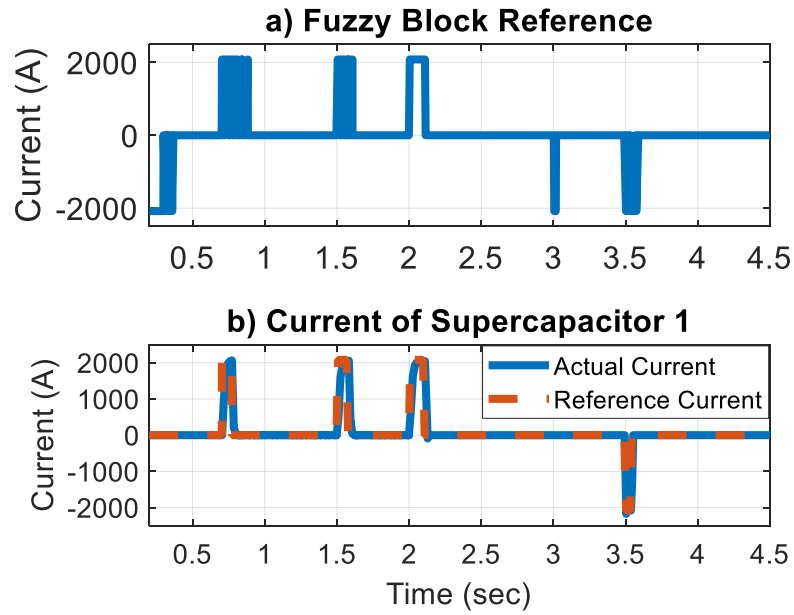 a) Fuzzy Block Reference
Current (A)
2000
0
-2000
0.5 1 1.5 2 2.5 3 3.5 4 4.5
b) Current of Supercapacitor 1
Current (A)
2000
1000
0
-1000
-2000
Actual Current
Reference Current
0.5 1 1.5 2 2.5 3 3.5 4 4.5
Time (sec)